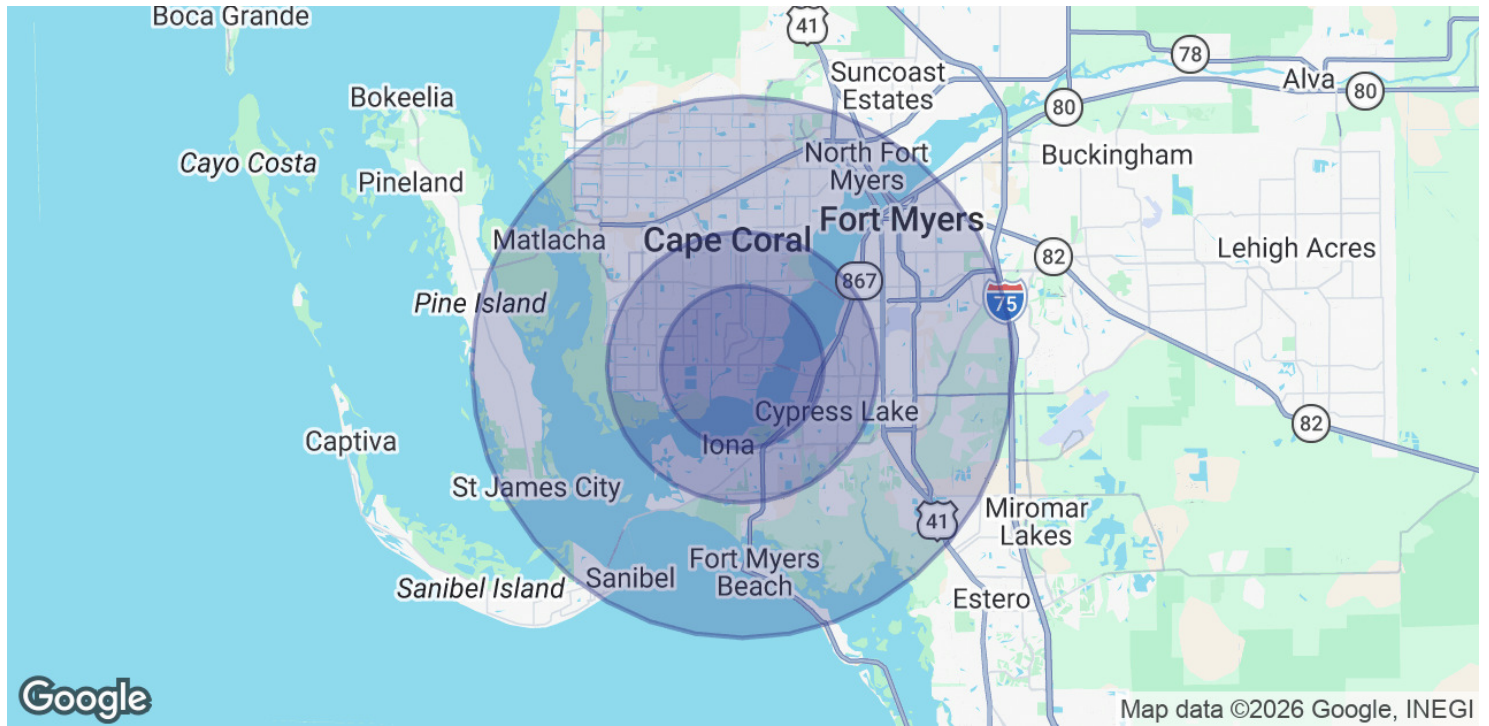 Boca Grande
41
78
Suncoast
Estates
Alva
80
Bokeelia
80
North Fort
Myers
Buckingham
Cayo Costa
Pineland
Fort Myers
Matlacha
Cape Coral
Lehigh Acres
82
867
Pine Island
75
Cypress Lake
82
Captiva
Iona
St James City
41
Miromar
Lakes
Fort Myers
Beach
Sanibel
Sanibel Island
Estero
Google
Map data ©2026 Google, INEGI